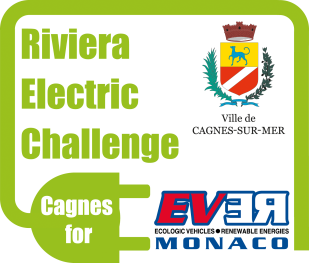 Riviera
Electric
Challenge
Ville de
CAGNES-SUR-MER
Cagnes
for
EVER
ECOLOGIC VEHICLES • RENEWABLE ENERGIES
MONACO